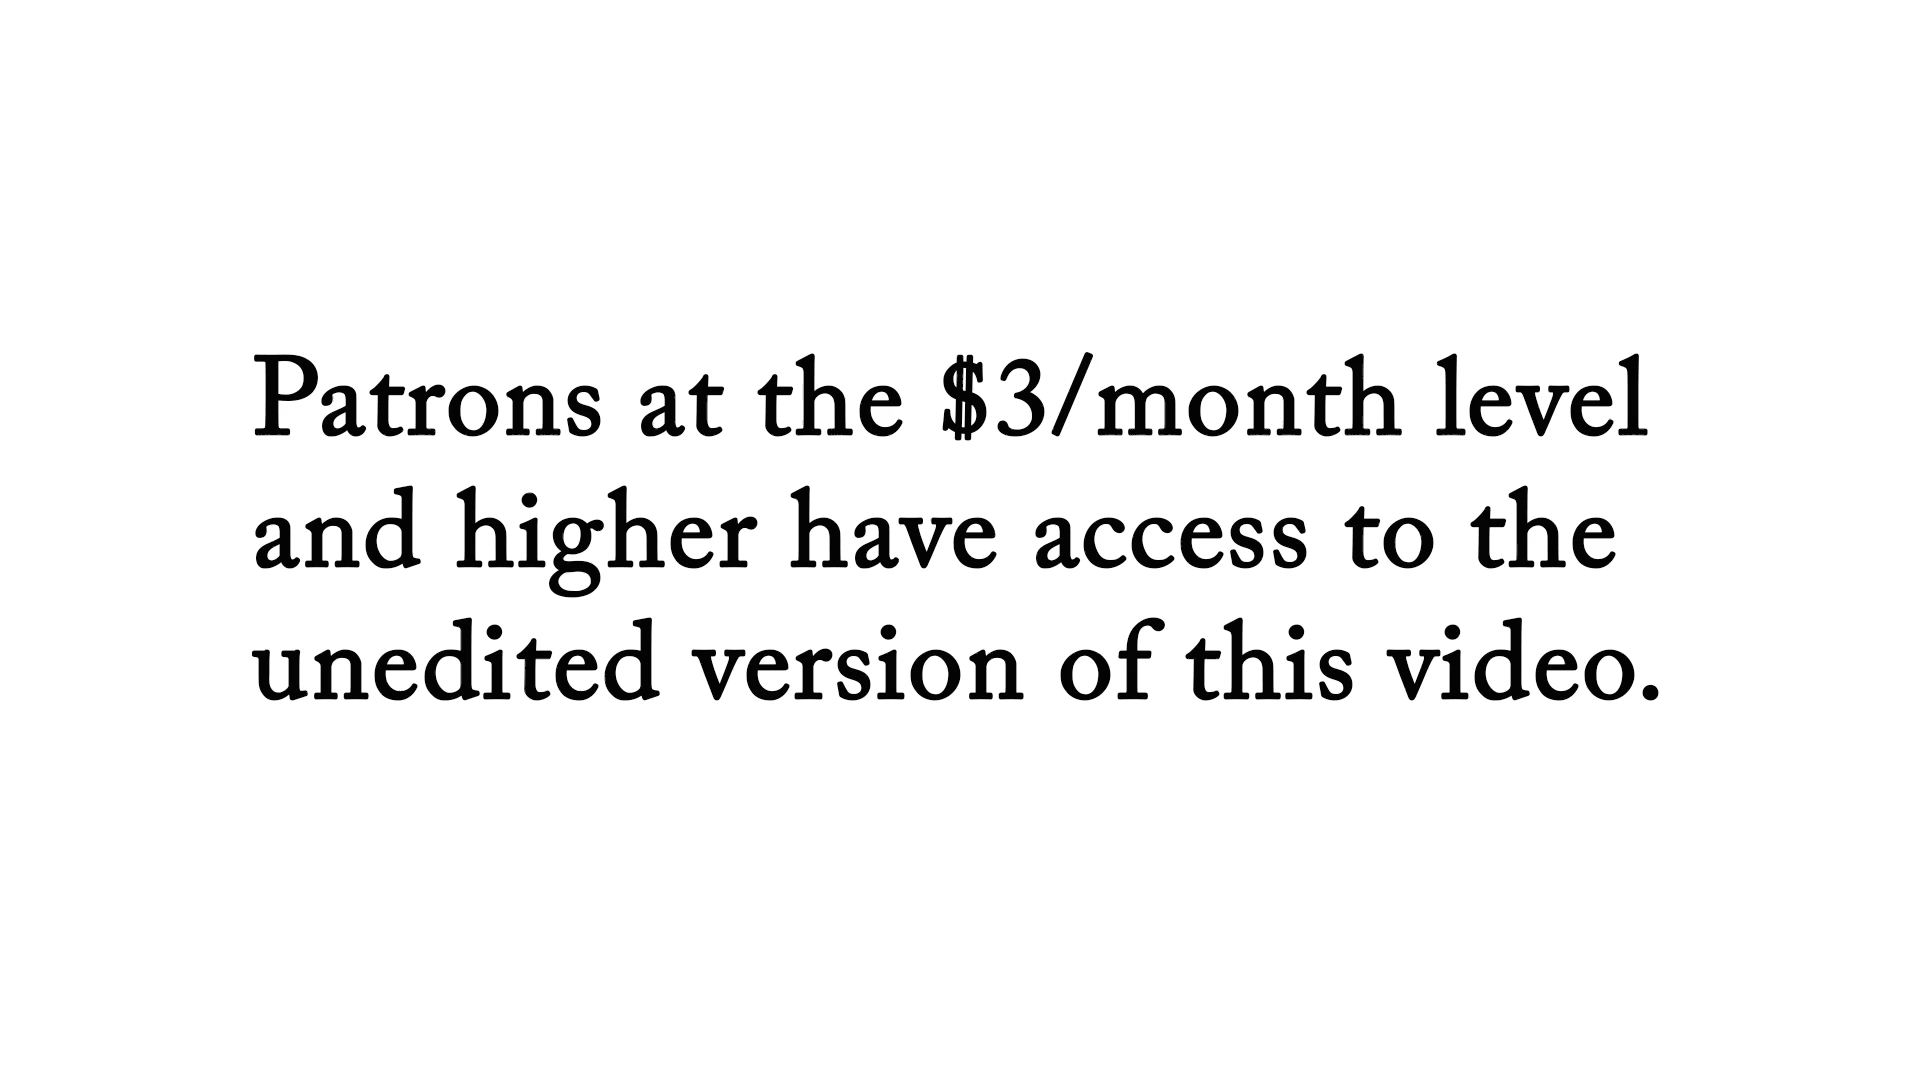 Patrons at the $3/month level
and higher have access to the
unedited version of this video.